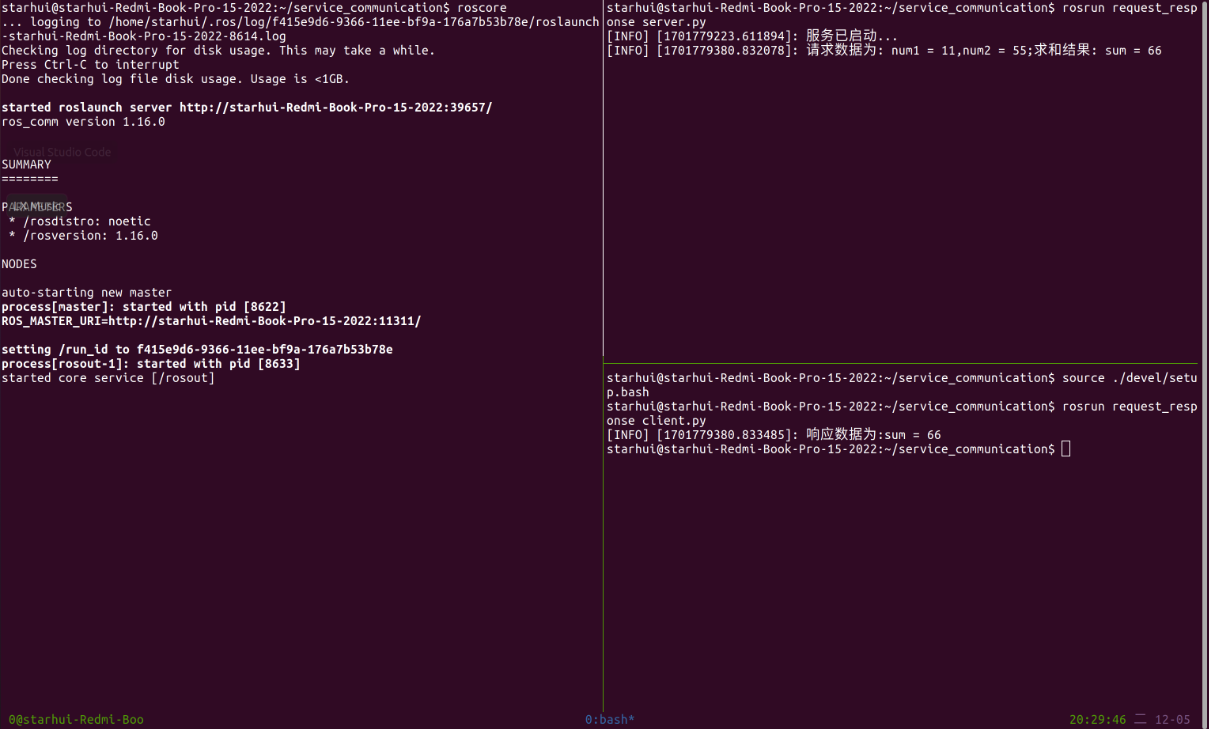 starhui@starhui-Redmi-Book-Pro-15-2022:~/service_communication$ roscore
... logging to /home/starhui/.ros/log/f415e9d6-9366-11ee-bf9a-176a7b53b78e/roslaunch
-starhui-Redmi-Book-Pro-15-2022-8614.log
Checking log directory for disk usage. This may take a while.
Press Ctrl-C to interrupt
Done checking log file disk usage. Usage is <1GB.
started roslaunch server http://starhui-Redmi-Book-Pro-15-2022:39657/
ros_comm version 1.16.0
Visual Studio Code
SUMMARY
========
PARAMETERS
* /rosdistro: noetic
* /rosversion: 1.16.0
NODES
auto-starting new master
process[master]: started with pid [8622]
ROS_MASTER_URI=http://starhui-Redmi-Book-Pro-15-2022:11311/
setting /run_id to f415e9d6-9366-11ee-bf9a-176a7b53b78e
process[rosout-1]: started with pid [8633]
started core service [/rosout]
starhui@starhui-Redmi-Book-Pro-15-2022:~/service_communication$ rosrun request_resp
onse server.py
[INFO] [1701779223.611894]: 服务已启动...
[INFO] [1701779380.832078]: 请求数据为: num1 = 11,num2 = 55;求和结果: sum = 66
starhui@starhui-Redmi-Book-Pro-15-2022:~/service_communication$ source ./devel/setu
p.bash
starhui@starhui-Redmi-Book-Pro-15-2022:~/service_communication$ rosrun request_resp
onse client.py
[INFO] [1701779380.833485]: 响应数据为:sum = 66
starhui@starhui-Redmi-Book-Pro-15-2022:~/service_communication$
0@starhui-Redmi-Boo
0:bash*
20:29:46 二 12-05